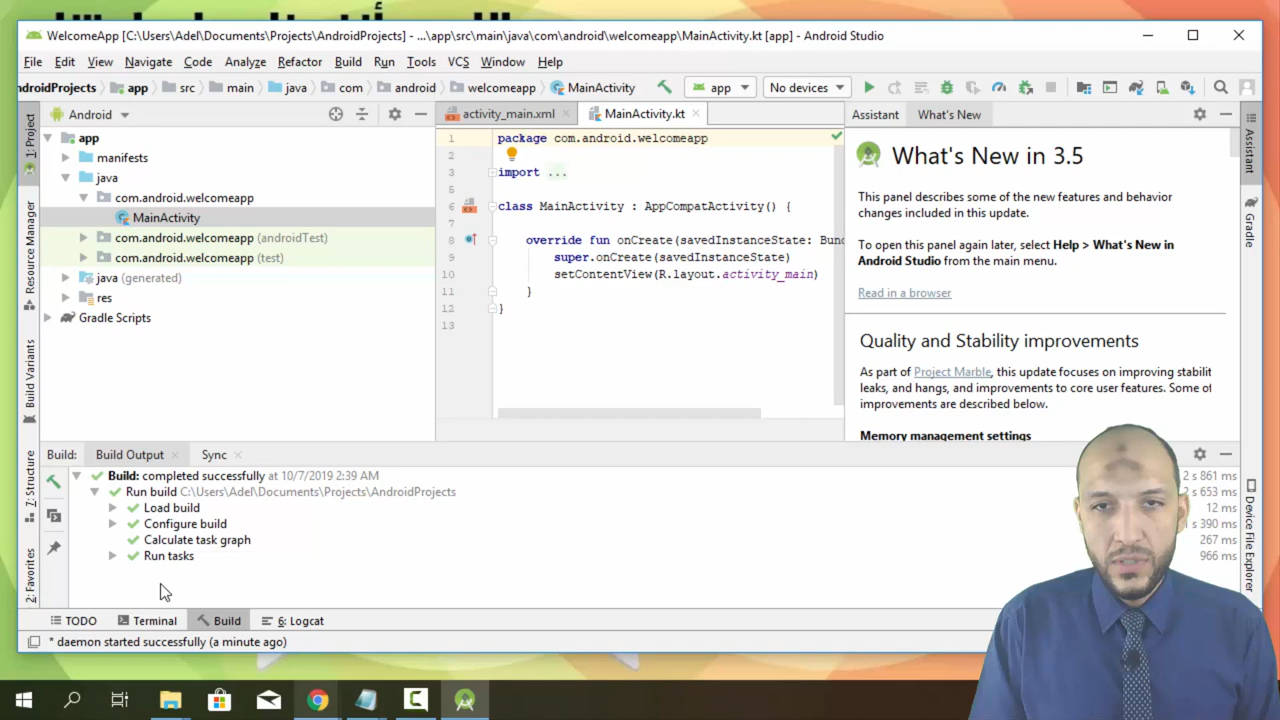 WelcomeApp [C:\Users\Adel\Documents\Projects\AndroidProjects] - ...\app\src\main\java\com\android\welcomeapp\MainActivity.kt [app] - Android Studio
File Edit View Navigate Code Analyze Refactor Build Run Tools VCS Window Help
ndroidProjects app src main java com android welcomeapp MainActivity app No devices
1: Project
Resource Manager
Build Variants
7: Structure
2: Favorites
Android
app
manifests
java
com.android.welcomeapp
MainActivity
com.android.welcomeapp (androidTest)
com.android.welcomeapp (test)
java (generated)
res
Gradle Scripts
activity_main.xml MainActivity.kt
1 package com.android.welcomeapp
2
3 import ...
5
6 class MainActivity : AppCompatActivity() {
7
8 override fun onCreate(savedInstanceState: Bund
9 super.onCreate(savedInstanceState)
10 setContentView(R.layout.activity_main)
11 }
12 }
13
Assistant What's New
What's New in 3.5
This panel describes some of the new features and behavior
changes included in this update.
To open this panel again later, select Help > What's New in
Android Studio from the main menu.
Read in a browser
Quality and Stability improvements
As part of Project Marble, this update focuses on improving stabilit
leaks, and hangs, and improvements to core user features. Some of
improvements are described below.
Memory management settings
Assistant
Gradle
Device File Explorer
Build: Build Output Sync
Build: completed successfully at 10/7/2019 2:39 AM 2 s 861 ms
Run build C:\Users\Adel\Documents\Projects\AndroidProjects 2 s 653 ms
Load build 12 ms
Configure build 1 s 390 ms
Calculate task graph 267 ms
Run tasks 966 ms
TODO Terminal Build 6: Logcat
* daemon started successfully (a minute ago)